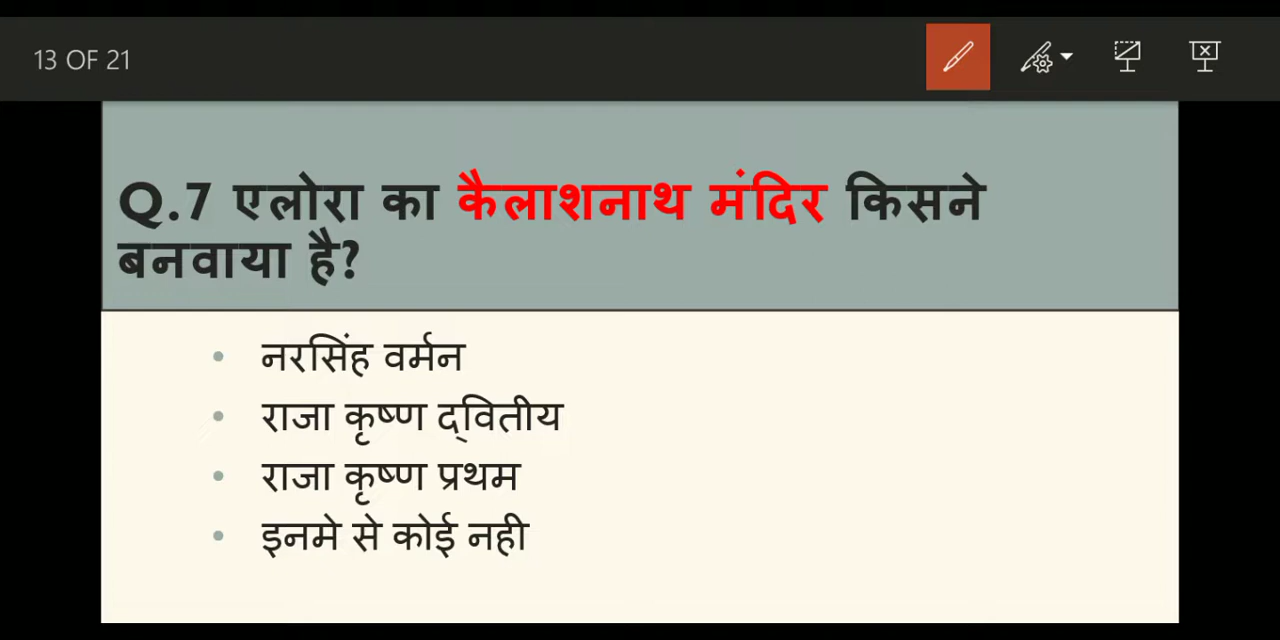 13 OF 21
Q.7 एलोरा का कैलाशनाथ मंदिर किसने
बनवाया है?
• नरसिंह वर्मन
• राजा कृष्ण द्वितीय
• राजा कृष्ण प्रथम
• इनमे से कोई नही